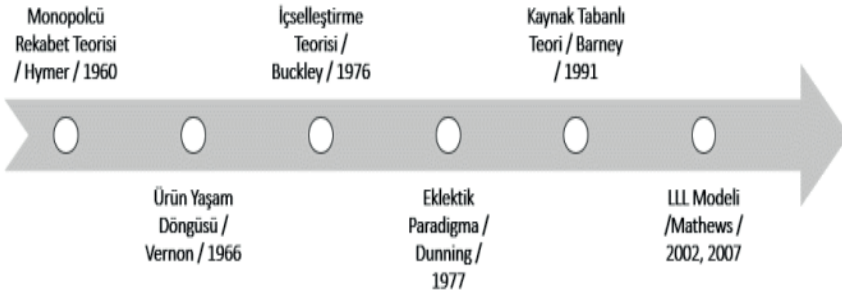 Monopolcü
Rekabet Teorisi
/ Hymer / 1960
Ürün Yaşam
Döngüsü /
Vernon / 1966
İçselleştirme
Teorisi /
Buckley / 1976
Eklektik
Paradigma /
Dunning /
1977
Kaynak Tabanlı
Teori / Barney
/ 1991
LLL Modeli
/Mathews /
2002, 2007